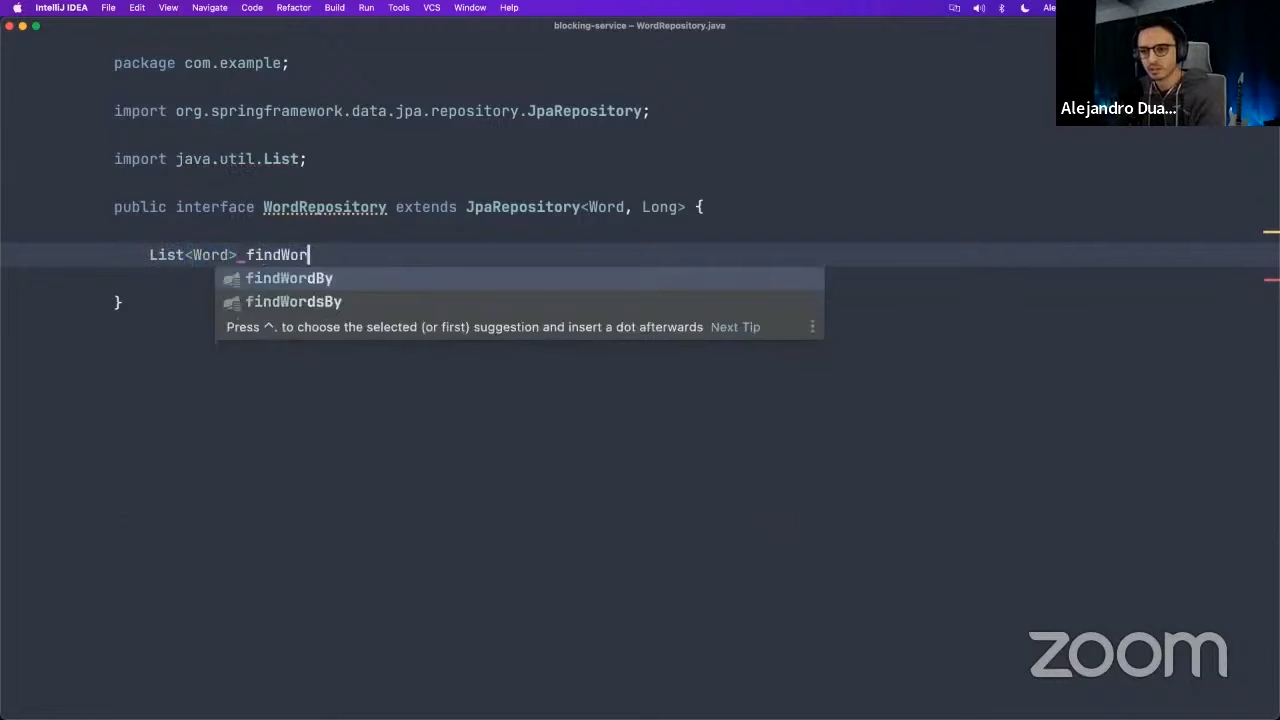 IntelliJ IDEA File Edit View Navigate Code Refactor Build Run Tools VCS Window Help Ale
blocking-service – WordRepository.java
Alejandro Dua...
package com.example;
import org.springframework.data.jpa.repository.JpaRepository;
import java.util.List;
public interface WordRepository extends JpaRepository<Word, Long> {
List<Word> findWor
findWordBy
findWordsBy
Press ^. to choose the selected (or first) suggestion and insert a dot afterwards Next Tip
}
zoom